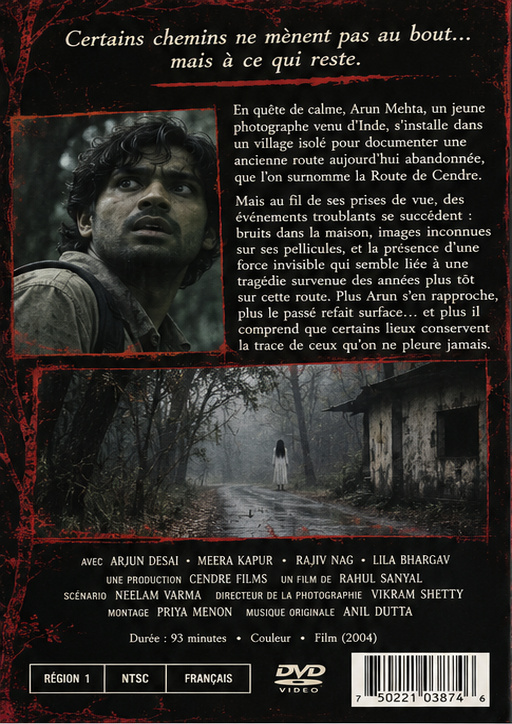 Certains chemins ne mènent pas au bout...
mais à ce qui reste.
En quête de calme, Arun Mehta, un jeune
photographe venu d'Inde, s'installe dans
un village isolé pour documenter une
ancienne route aujourd'hui abandonnée,
que l'on surnomme la Route de Cendre.
Mais au fil de ses prises de vue, des
événements troublants se succédent :
bruits dans la maison, images inconnues
sur ses pellicules, et la présence d'une
force invisible qui semble liée à une
tragédie survenue des années plus tôt
sur cette route. Plus Arun s'en rapproche,
plus le passé refait surface... et plus il
comprend que certains lieux conservent
la trace de ceux qu'on ne pleure jamais.
AVEC ARJUN DESAI • MEERA KAPUR • RAJIV NAG • LILA BHARGAV
UNE PRODUCTION CENDRE FILMS UN FILM DE RAHUL SANYAL
SCÉNARIO NEELAM VARMA DIRECTEUR DE LA PHOTOGRAPHIE VIKRAM SHETTY
MONTAGE PRIYA MENON MUSIQUE ORIGINALE ANIL DUTTA
Durée : 93 minutes • Couleur • Film (2004)
RÉGION 1 NTSC FRANÇAIS
DVD
VIDEO
7 50221 03874 6